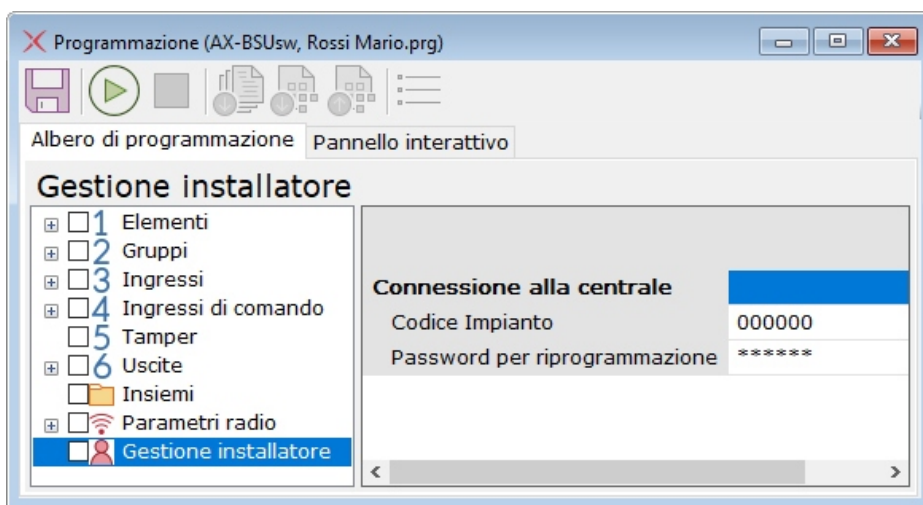 Programmazione (AX-BSUsw, Rossi Mario.prg)
Albero di programmazione Pannello interattivo
Gestione installatore
1 Elementi
2 Gruppi
3 Ingressi
4 Ingressi di comando
5 Tamper
6 Uscite
Insiemi
Parametri radio
Gestione installatore
Connessione alla centrale
Codice Impianto 000000
Password per riprogrammazione ******